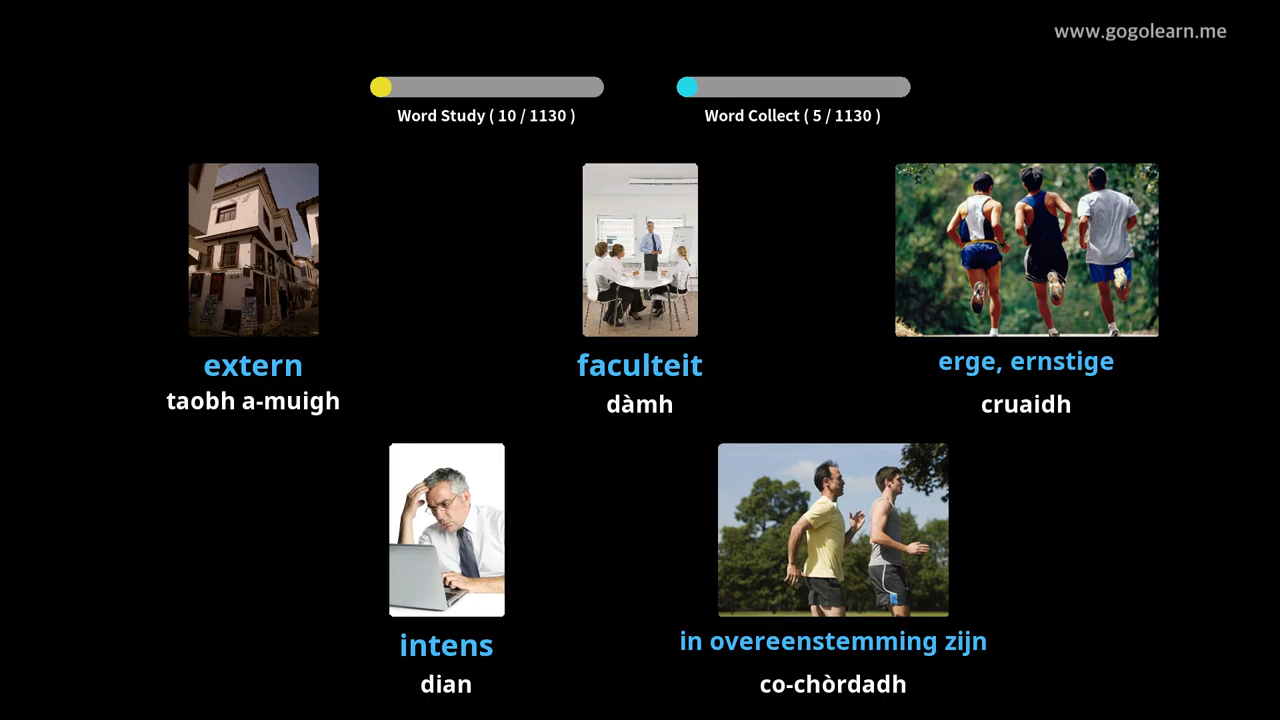 www.gogolearn.me
Word Study ( 10 / 1130 )
Word Collect ( 5 / 1130 )
extern
taobh a-muigh
faculteit
dàmh
erge, ernstige
cruaidh
intens
dian
in overeenstemming zijn
co-chòrdadh